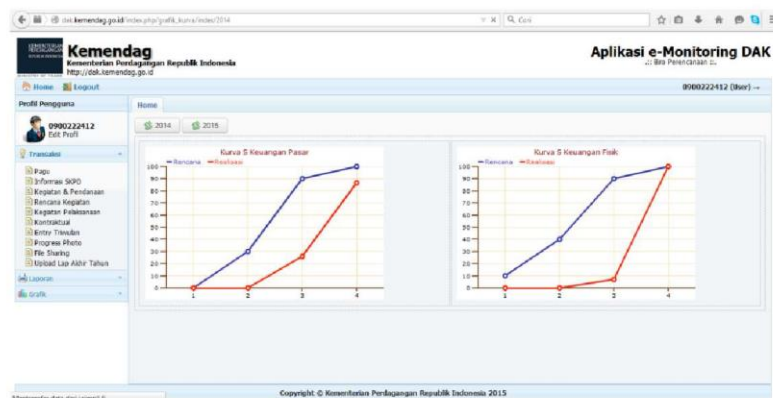 dak.kemendag.go.id/index.php/grafik_kurva/index/2014
Cari
KEMENTERIAN PERDAGANGAN
Kemendag
Kementerian Perdagangan Republik Indonesia
http://dak.kemendag.go.id
Aplikasi e-Monitoring DAK
.:: Biro Perencanaan ::.
Home Logout
0900222412 (User)
Profil Pengguna
Home
0900222412
Edit Profil
2014 2015
Transaksi
Pagu
Informasi SKPD
Kegiatan & Pendanaan
Rencana Kegiatan
Kegiatan Pelaksanaan
Kontraktual
Entry Triwulan
Progress Photo
File Sharing
Upload Lap Akhir Tahun
Laporan
Grafik
Kurva S Keuangan Pasar
Rencana Realisasi
100
90
80
70
60
50
40
30
20
10
0
1 2 3 4
Kurva S Keuangan Fisik
Rencana Realisasi
100
90
80
70
60
50
40
30
20
10
0
1 2 3 4
Copyright © Kementerian Perdagangan Republik Indonesia 2015